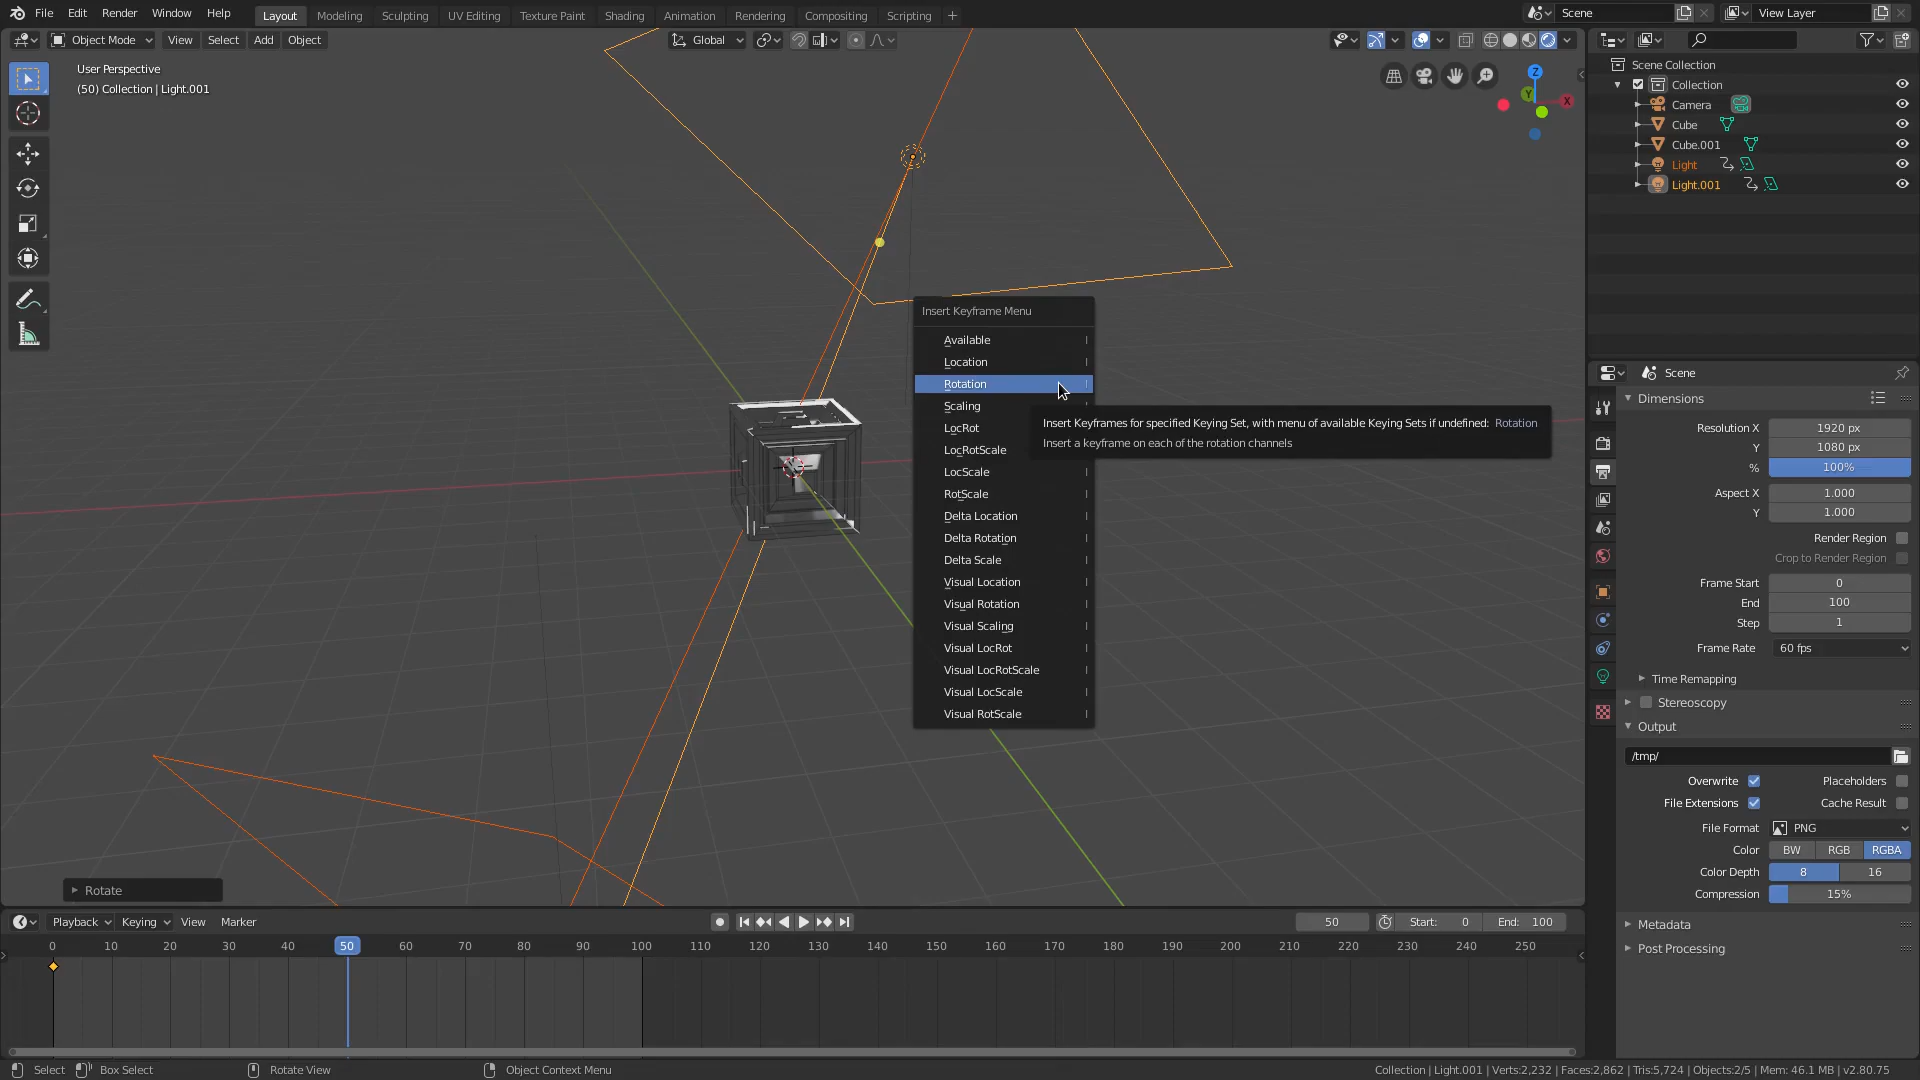 File Edit Render Window Help Layout Modeling Sculpting UV Editing Texture Paint Shading Animation Rendering Compositing Scripting + Scene View Layer
Object Mode View Select Add Object Global
User Perspective
(50) Collection | Light.001
Z
Y
X
Scene Collection
Collection
Camera
Cube
Cube.001
Light
Light.001
Insert Keyframe Menu
Available I
Location I
Rotation I
Scaling
LocRot
LocRotScale
LocScale I
RotScale I
Delta Location I
Delta Rotation I
Delta Scale I
Visual Location I
Visual Rotation I
Visual Scaling I
Visual LocRot I
Visual LocRotScale I
Visual LocScale I
Visual RotScale I
Insert Keyframes for specified Keying Set, with menu of available Keying Sets if undefined: Rotation
Insert a keyframe on each of the rotation channels
Scene
Dimensions
Resolution X 1920 px
Y 1080 px
% 100%
Aspect X 1.000
Y 1.000
Render Region
Crop to Render Region
Frame Start 0
End 100
Step 1
Frame Rate 60 fps
Time Remapping
Stereoscopy
Output
/tmp/
Overwrite Placeholders
File Extensions Cache Result
File Format PNG
Color BW RGB RGBA
Color Depth 8 16
Compression 15%
Metadata
Post Processing
Rotate
Playback Keying View Marker 50 Start: 0 End: 100
0 10 20 30 40 50 60 70 80 90 100 110 120 130 140 150 160 170 180 190 200 210 220 230 240 250
Select Box Select Rotate View Object Context Menu Collection | Light.001 | Verts:2,232 | Faces:2,862 | Tris:5,724 | Objects:2/5 | Mem: 46.1 MB | v2.80.75